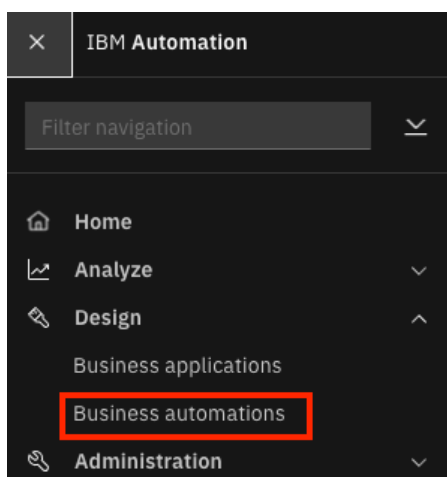 IBM Automation
Filter navigation
Home
Analyze
Design
Business applications
Business automations
Administration